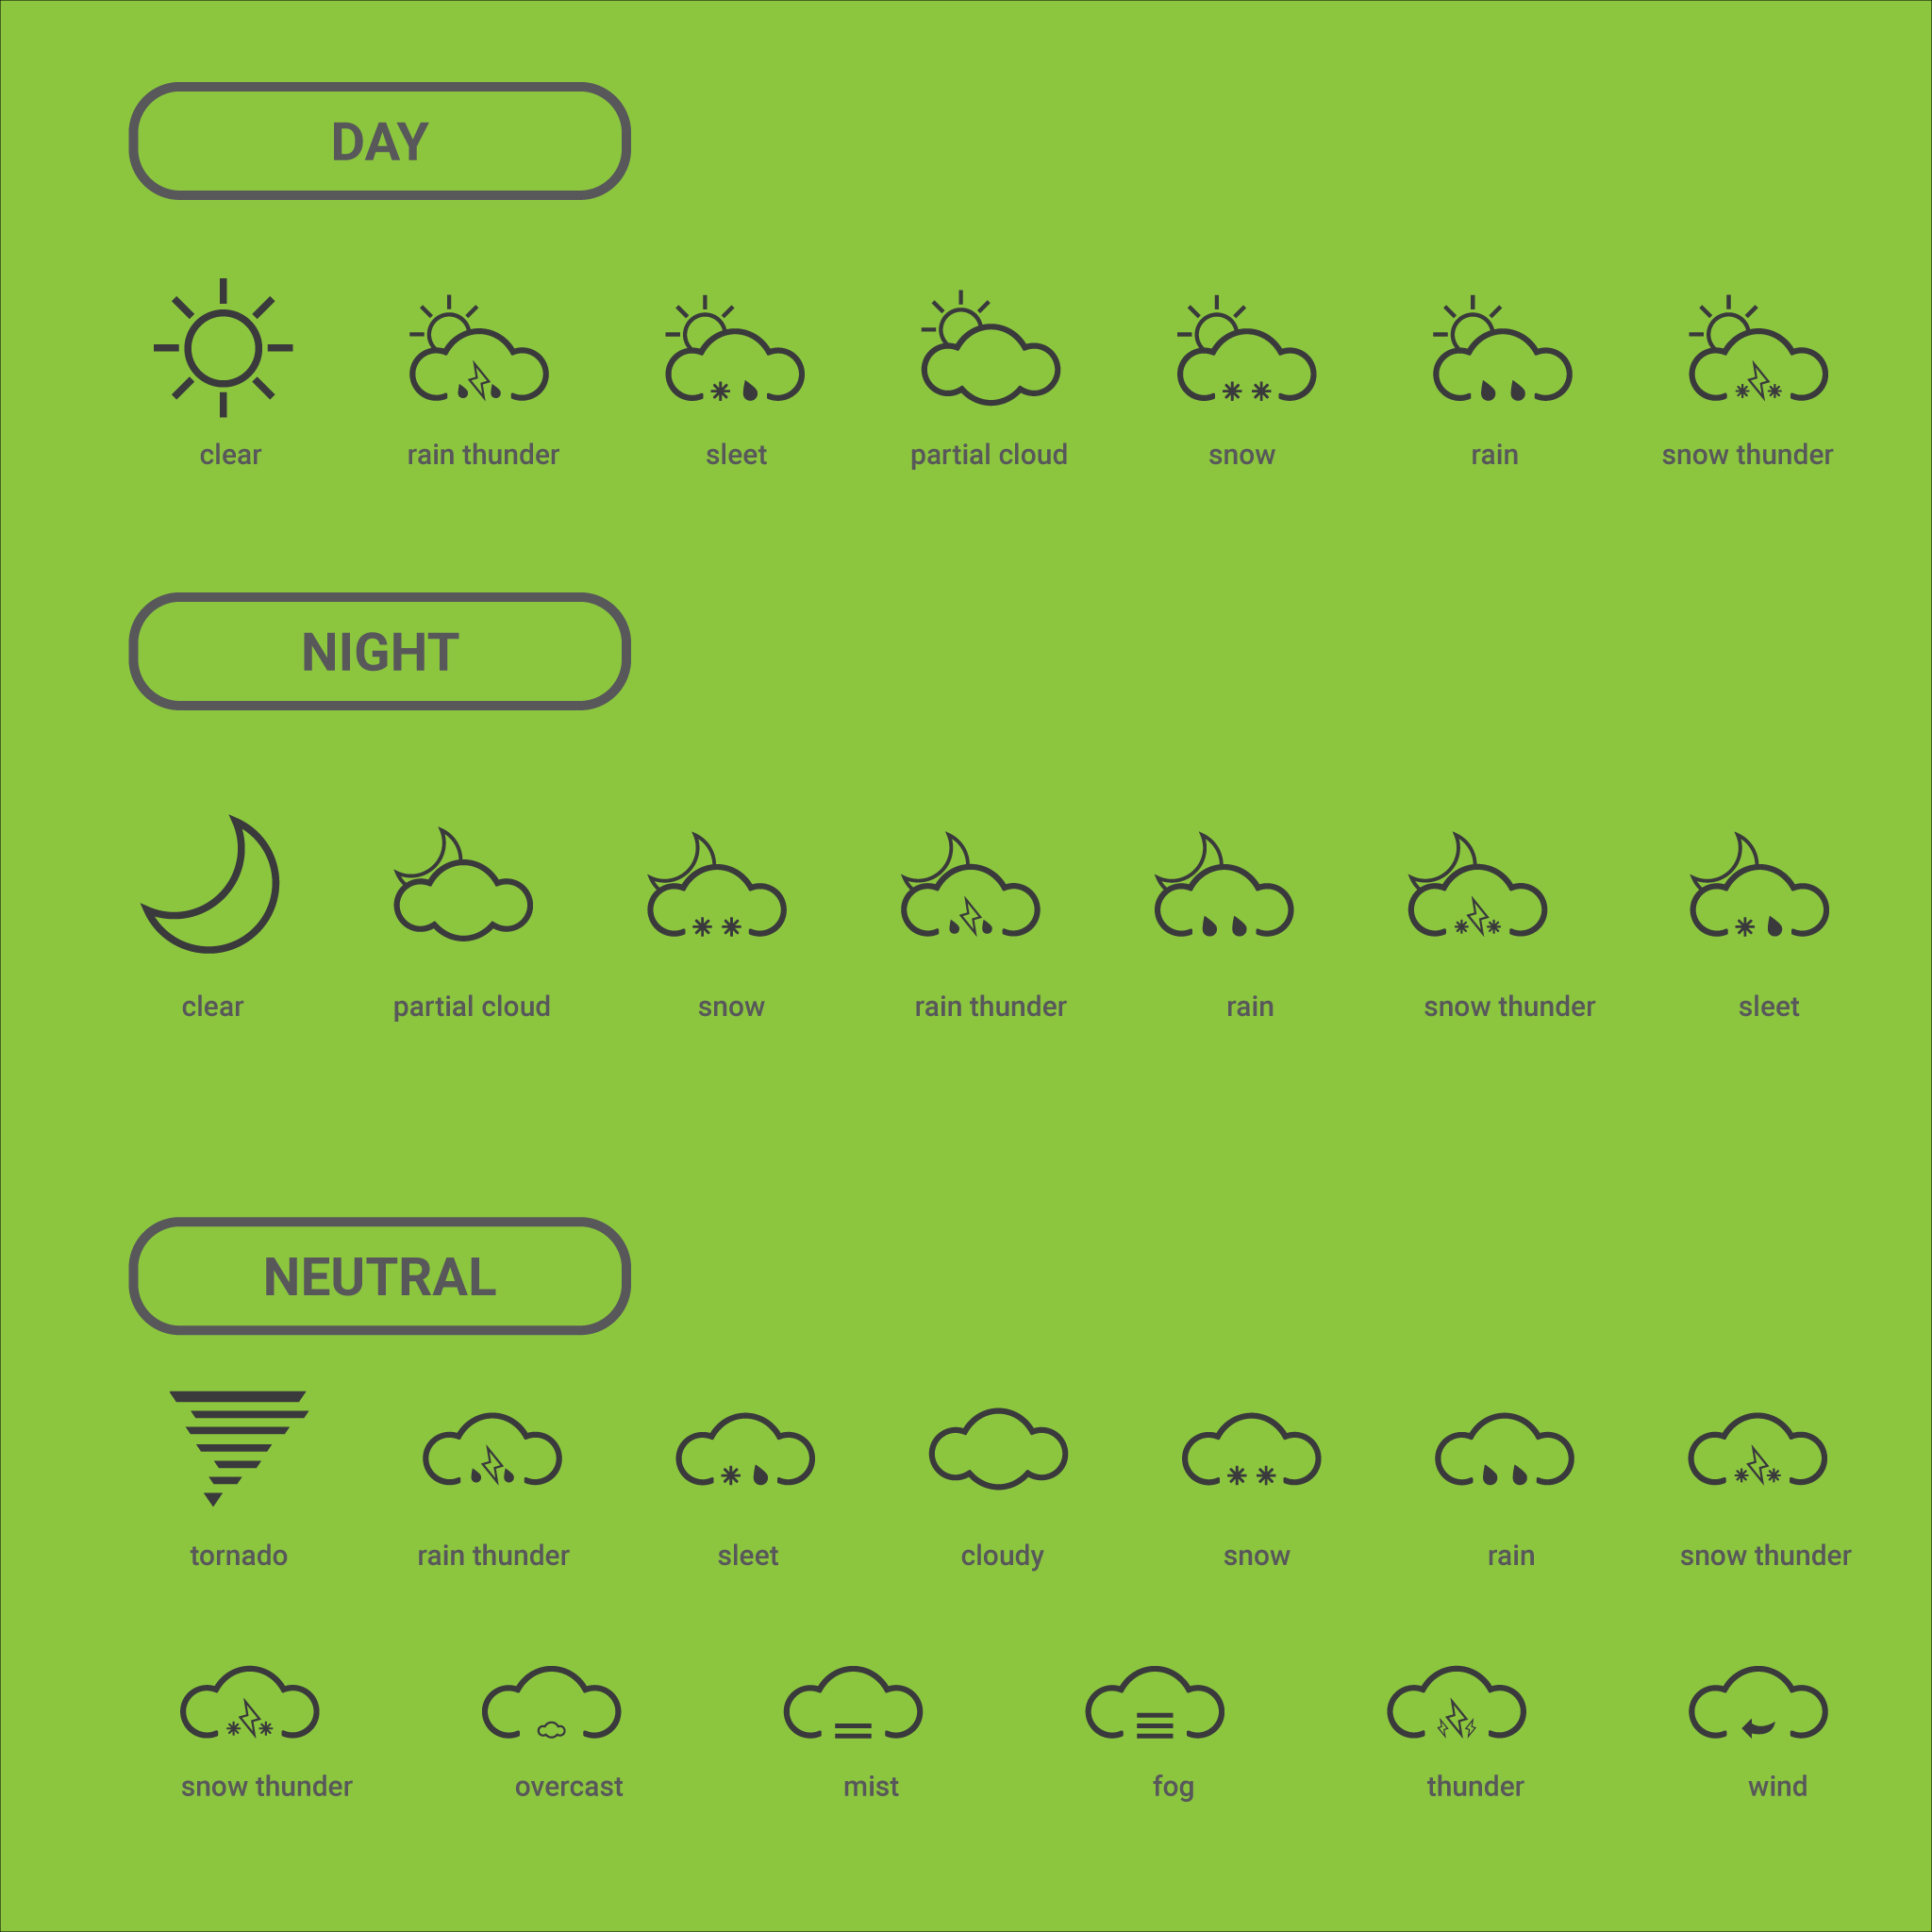 DAY
clear rain thunder sleet partial cloud snow rain snow thunder
NIGHT
clear partial cloud snow rain thunder rain snow thunder sleet
NEUTRAL
tornado rain thunder sleet cloudy snow rain snow thunder
snow thunder overcast mist fog thunder wind